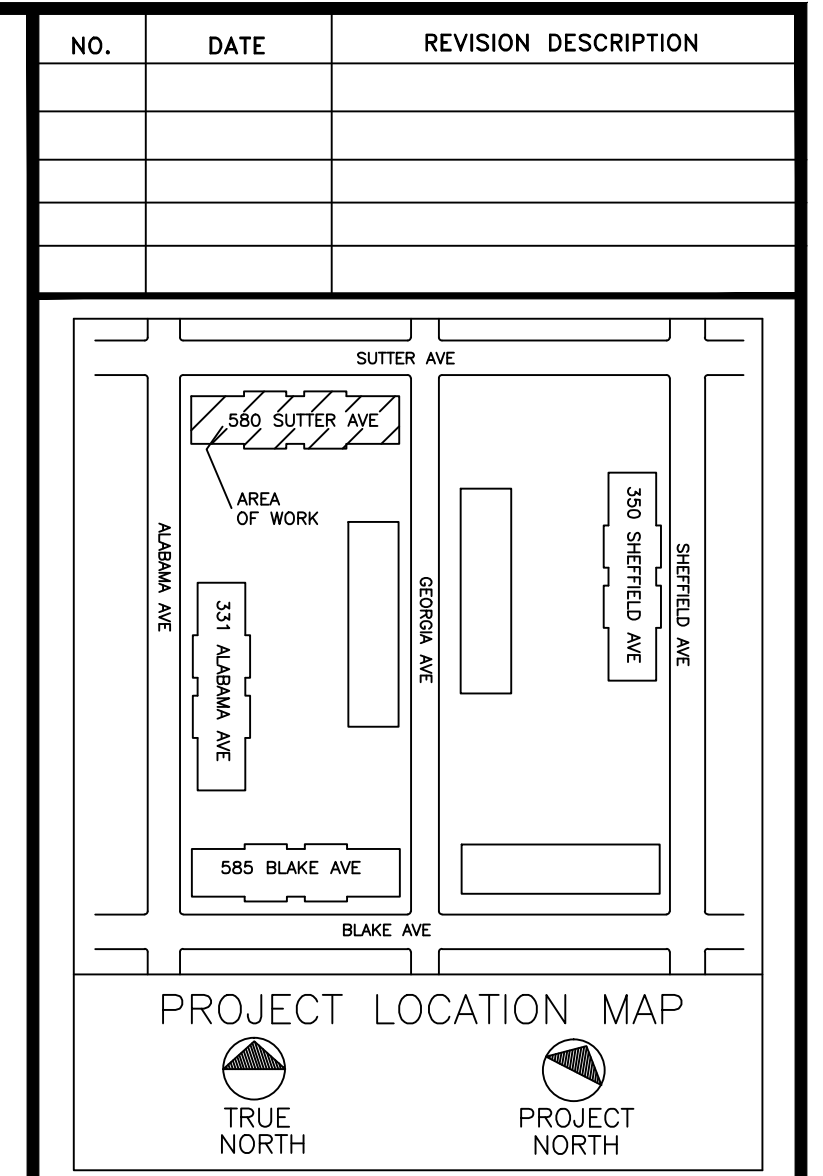 NO. DATE REVISION DESCRIPTION
SUTTER AVE
580 SUTTER AVE
AREA
OF WORK
ALABAMA AVE
331 ALABAMA AVE
GEORGIA AVE
350 SHEFFIELD AVE
SHEFFIELD AVE
585 BLAKE AVE
BLAKE AVE
PROJECT LOCATION MAP
TRUE
NORTH
PROJECT
NORTH